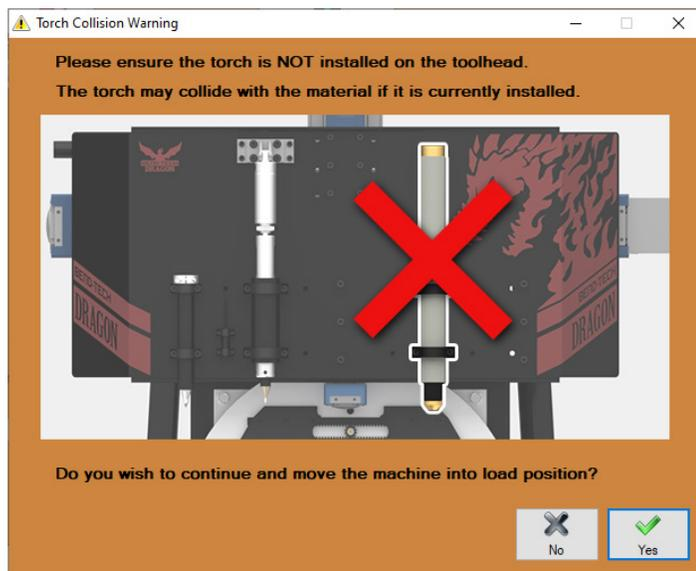 Torch Collision Warning
Please ensure the torch is NOT installed on the toolhead.
The torch may collide with the material if it is currently installed.
DRAGON
BEND-TECH
DRAGON
DRAGON
Do you wish to continue and move the machine into load position?
No
Yes